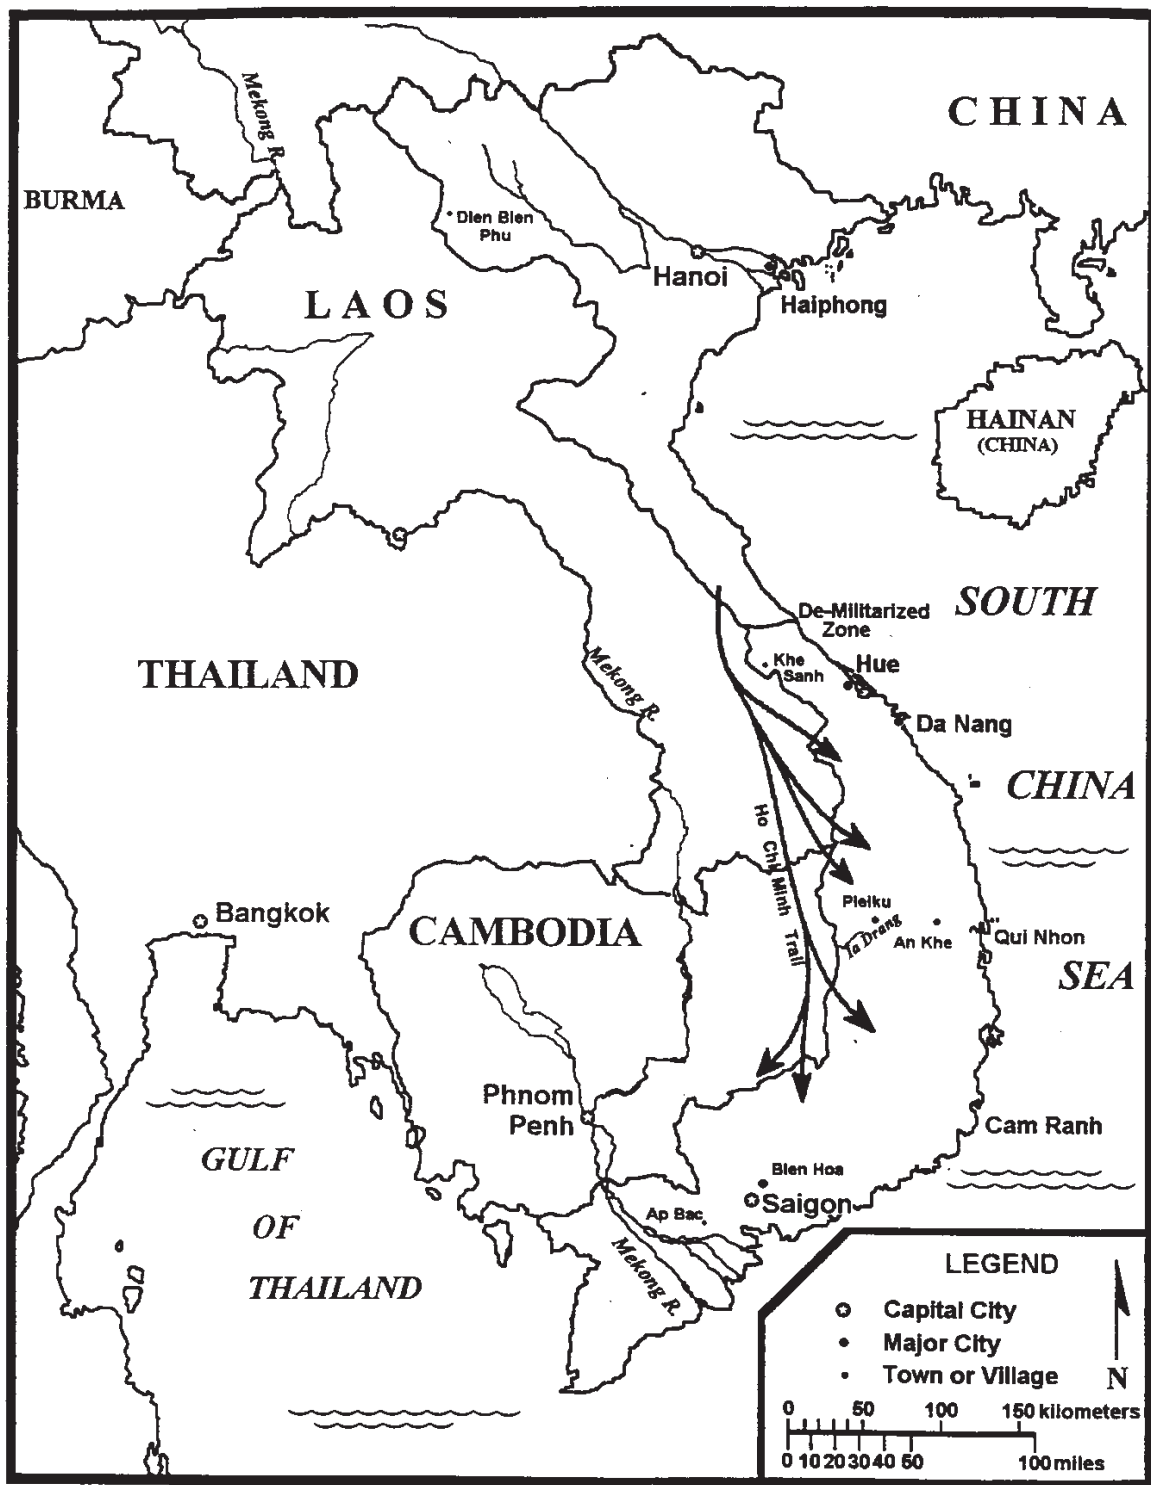 Mekong R.
CHINA
BURMA
Dien Bien
Phu
Hanoi
LAOS
Haiphong
HAINAN
(CHINA)
De-Militarized
Zone
SOUTH
THAILAND
Mekong R.
Khe
Sanh
Hue
Da Nang
CHINA
Ho Chi Minh Trail
Pleiku
Ia Drang
An Khe
Qui Nhon
Bangkok
CAMBODIA
SEA
Phnom
Penh
Cam Ranh
GULF
OF
THAILAND
Bien Hoa
Saigon
Ap Bac
Mekong R.
LEGEND
Capital City
Major City
Town or Village
N
0 50 100 150 kilometers
0 10 20 30 40 50 100 miles